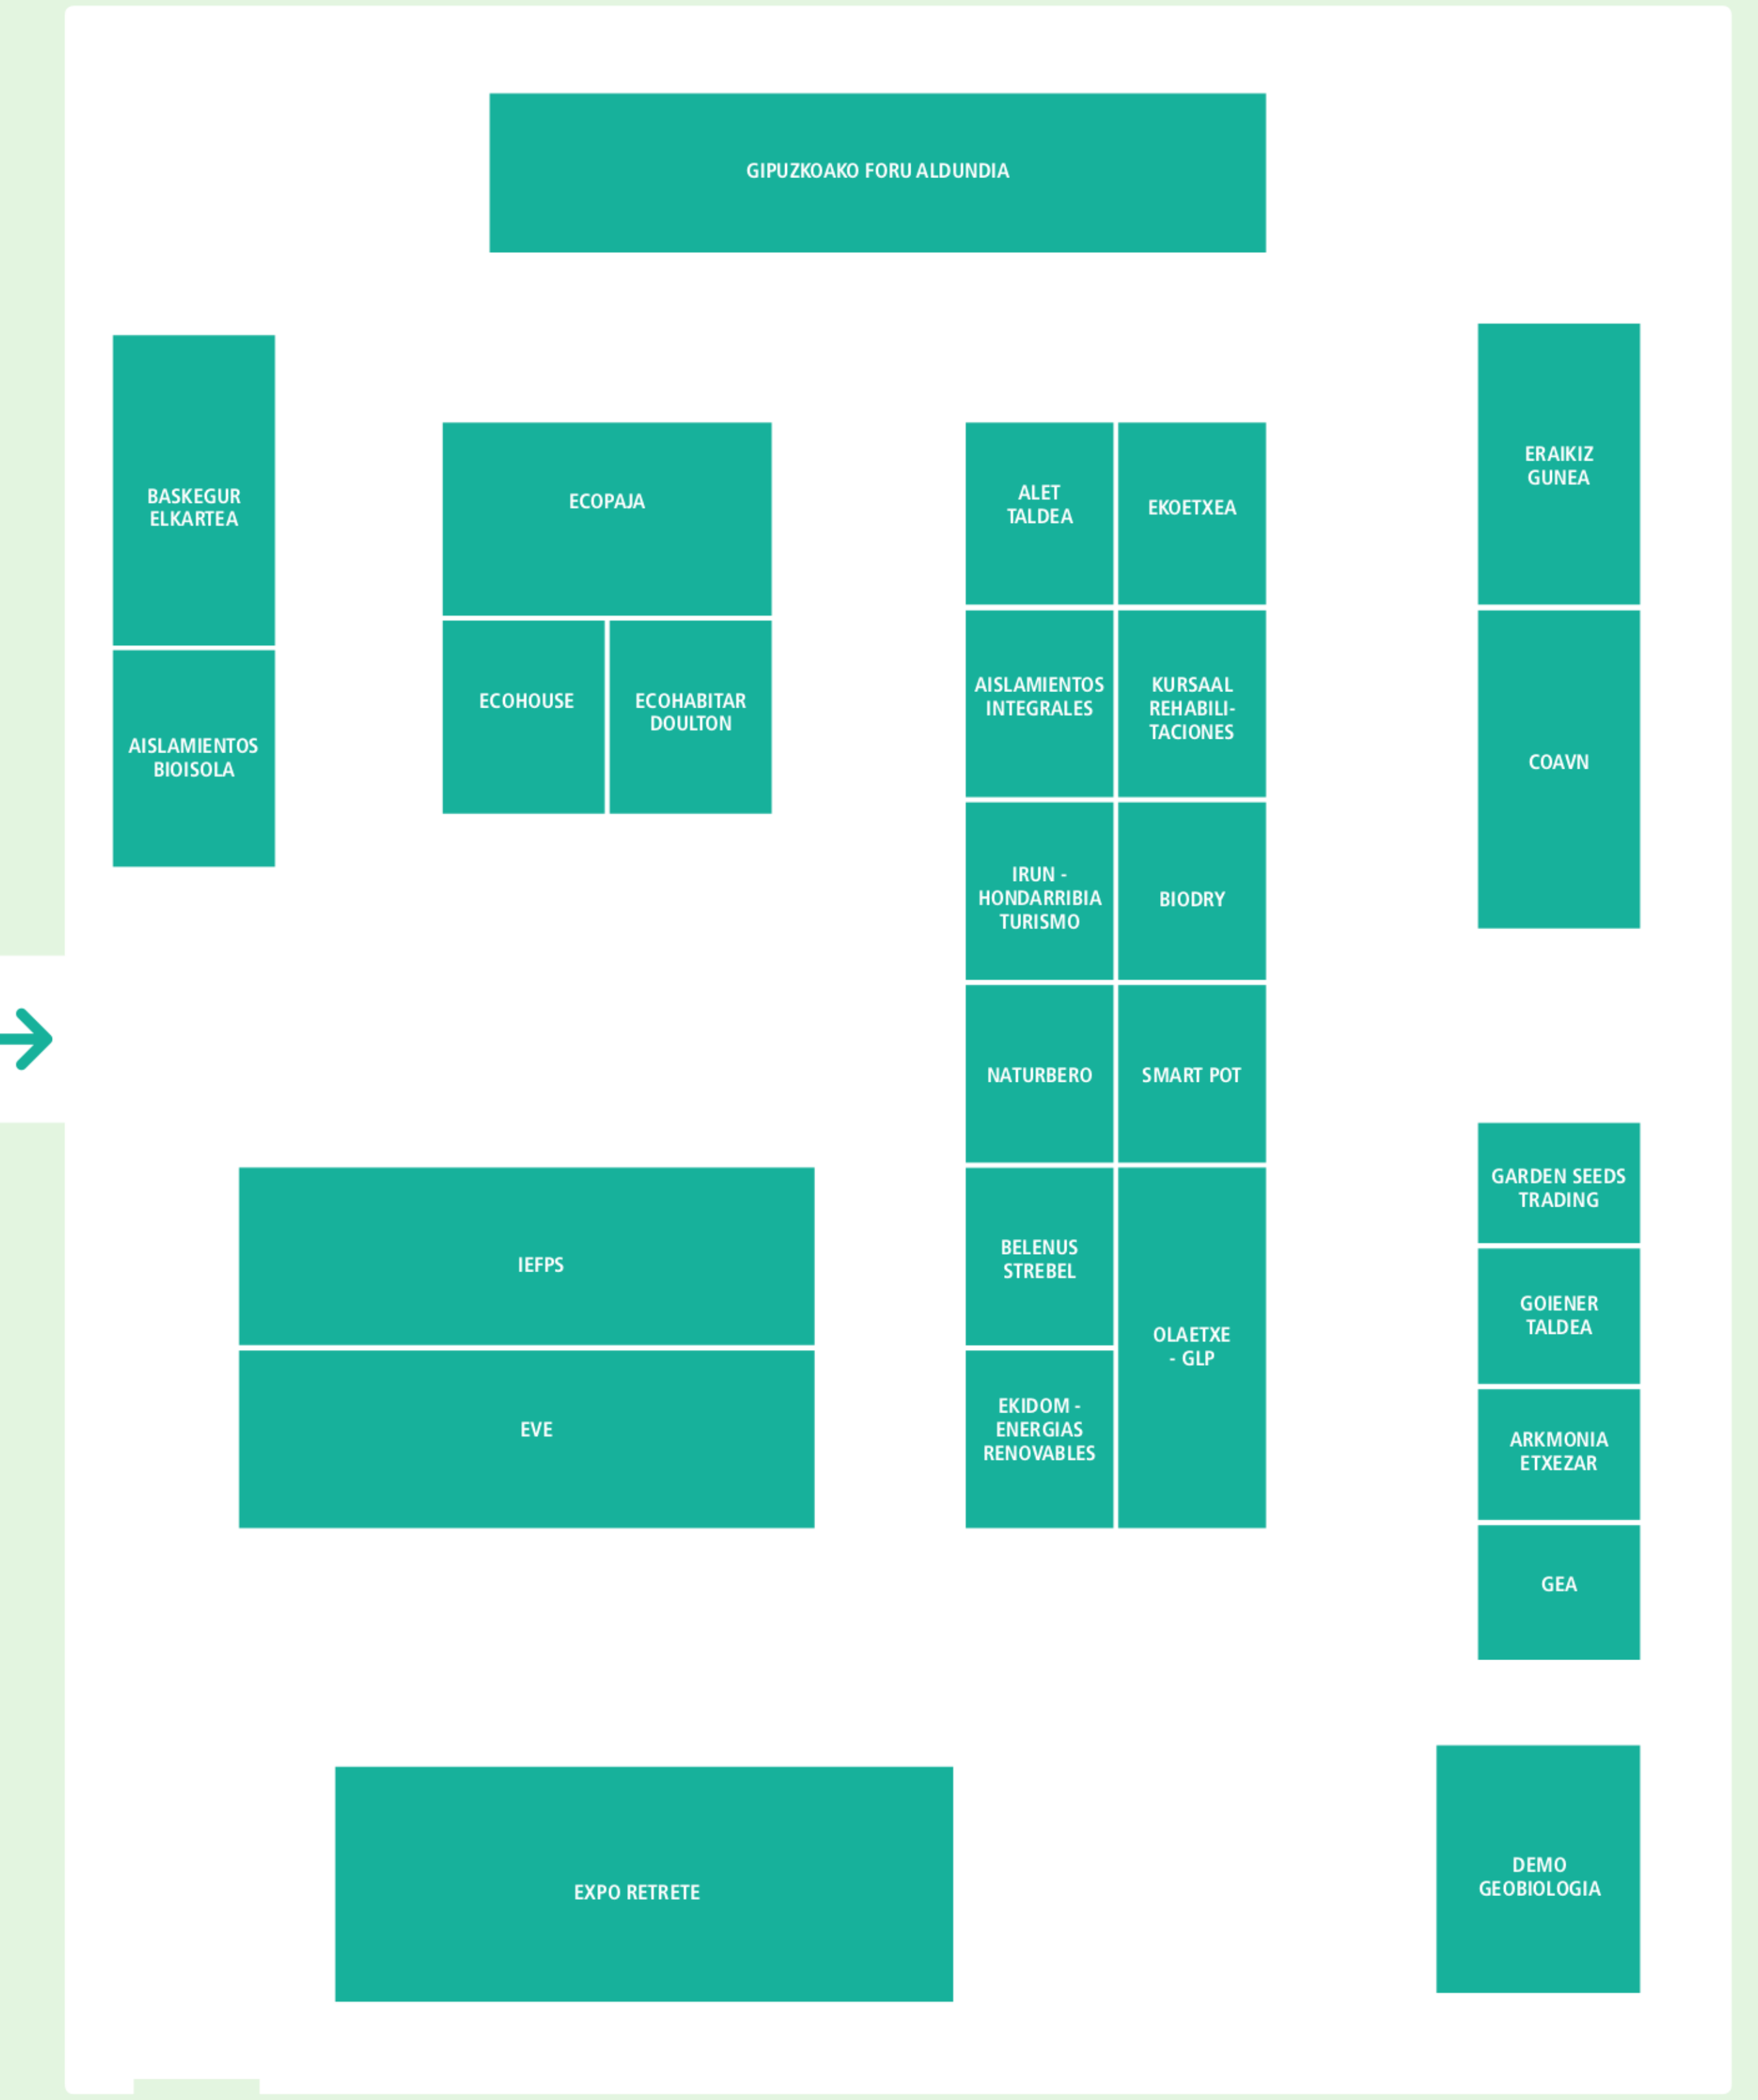 GIPUZKOAKO FORU ALDUNDIA
BASKEGUR
ELKARTEA
AISLAMIENTOS
BIOISOLA
ECOPAJA
ECOHOUSE
ECOHABITAR
DOULTON
ALET
TALDEA
EKOETXEA
AISLAMIENTOS
INTEGRALES
KURSAAL
REHABILI-
TACIONES
IRUN -
HONDARRIBIA
TURISMO
BIODRY
NATURBERO
SMART POT
BELENUS
STREBEL
OLAETXE
- GLP
EKIDOM -
ENERGIAS
RENOVABLES
ERAIKIZ
GUNEA
COAVN
IEFPS
EVE
GARDEN SEEDS
TRADING
GOIENER
TALDEA
ARKMONIA
ETXEZAR
GEA
EXPO RETRETE
DEMO
GEOBIOLOGIA